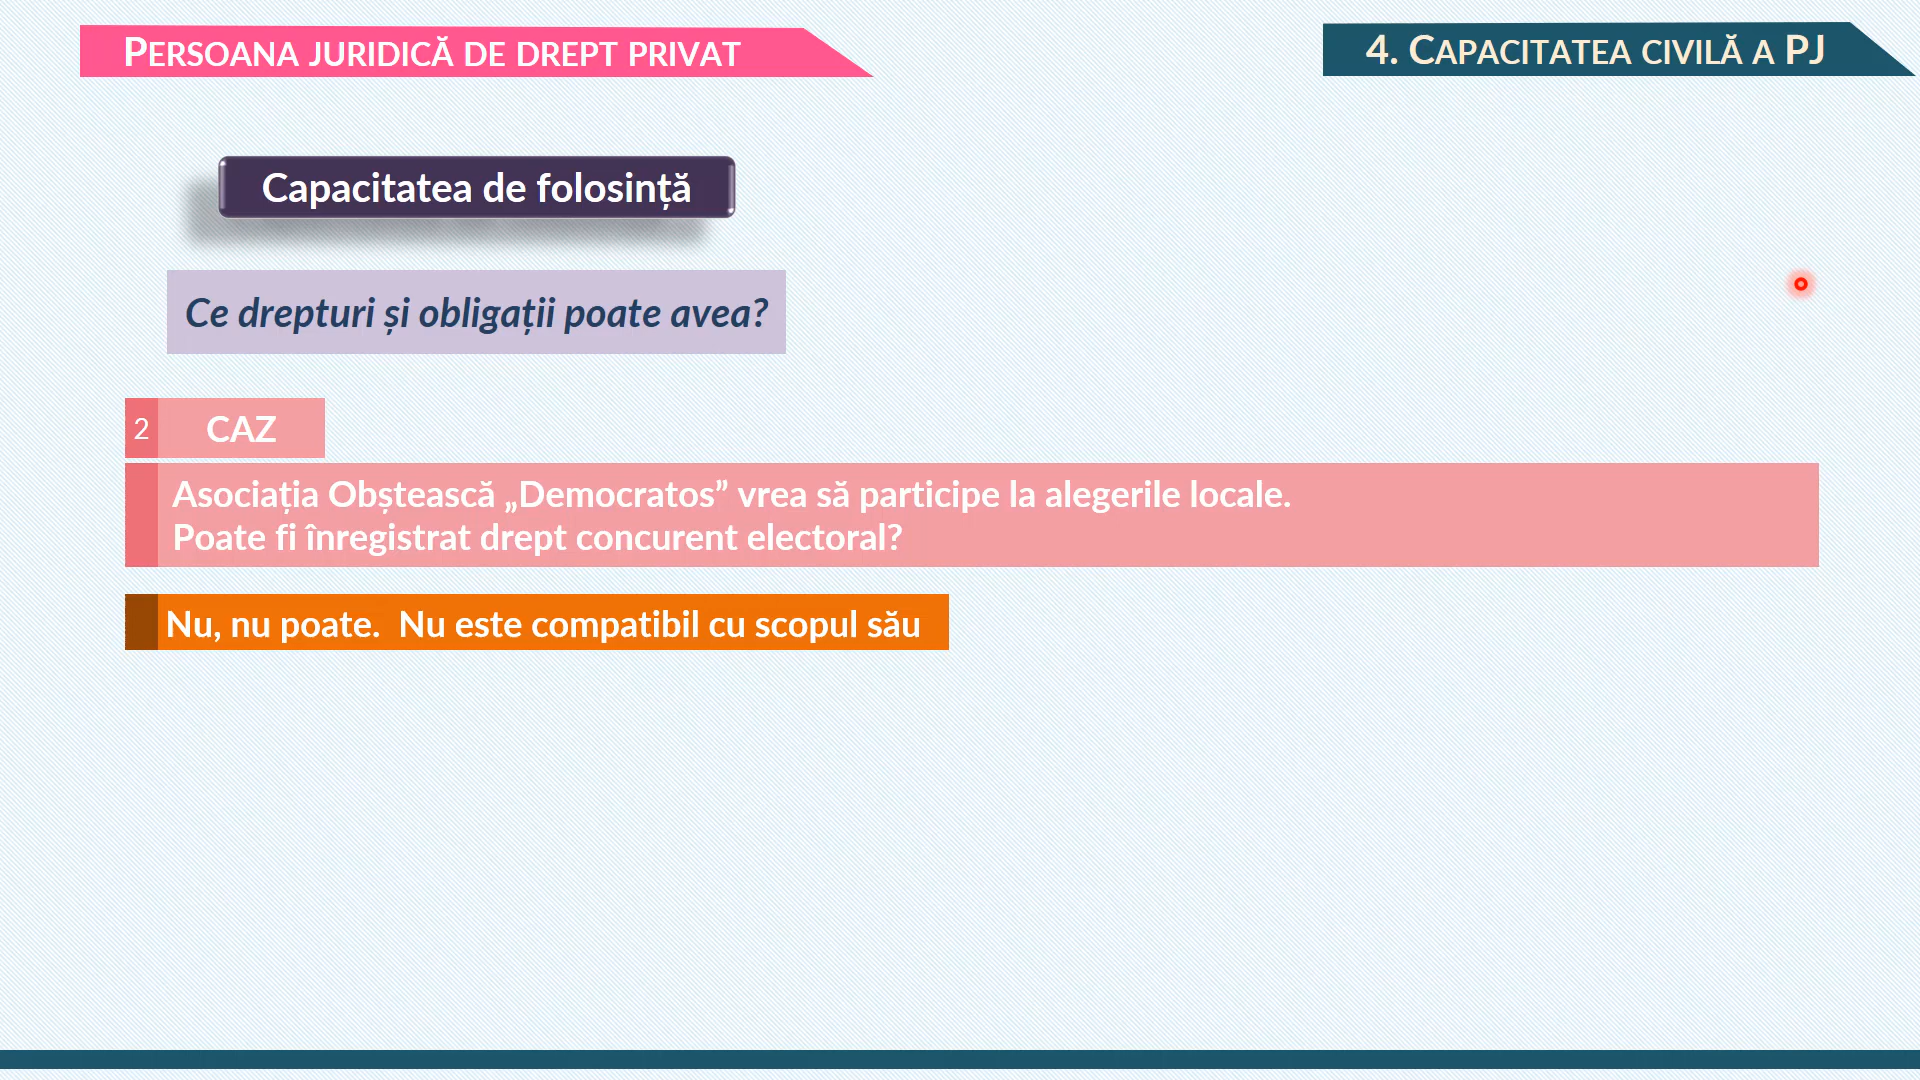 PERSOANA JURIDICĂ DE DREPT PRIVAT
4. CAPACITATEA CIVILĂ A PJ
Capacitatea de folosință
Ce drepturi și obligații poate avea?
2 CAZ
Asociația Obștească „Democratos” vrea să participe la alegerile locale.
Poate fi înregistrat drept concurent electoral?
Nu, nu poate. Nu este compatibil cu scopul său